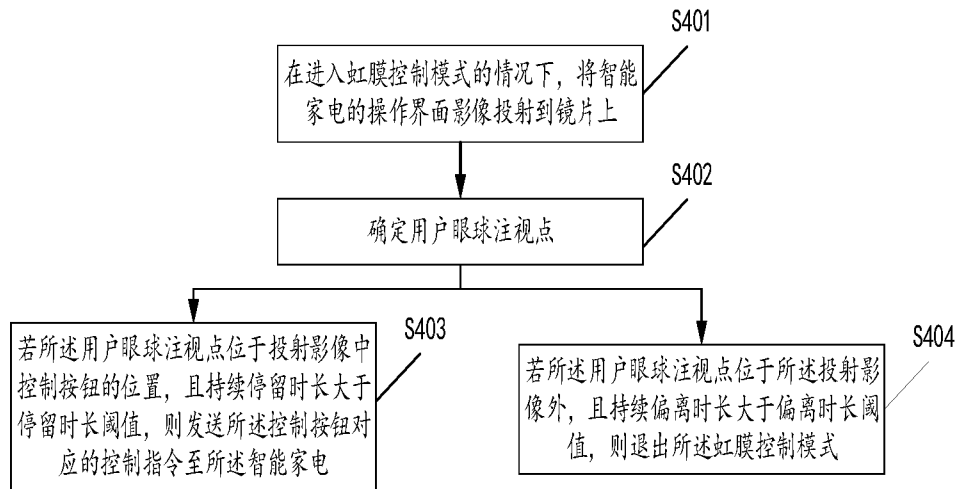 S401
在进入虹膜控制模式的情况下，将智能
家电的操作界面影像投射到镜片上
S402
确定用户眼球注视点
S403
若所述用户眼球注视点位于投射影像中
控制按钮的位置，且持续停留时长大于
停留时长阈值，则发送所述控制按钮对
应的控制指令至所述智能家电
S404
若所述用户眼球注视点位于所述投射影
像外，且持续偏离时长大于偏离时长阈
值，则退出所述虹膜控制模式